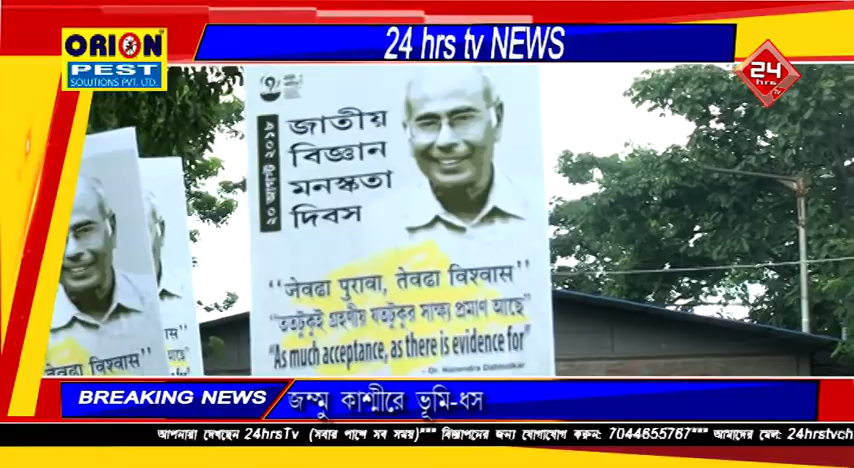 ORION
PEST
SOLUTIONS PVT. LTD.
24 hrs tv NEWS
24
hrs
জাতীয়
বিজ্ঞান
মনস্কতা
দিবস
"जेवढा पुरावा, तेवढा विश्वास"
"ততটুকুই গ্রহণীয় যতটুকুর সাক্ষ্য প্রমাণ আছে"
"As much acceptance, as there is evidence for"
- Dr. Narendra Dabholkar
BREAKING NEWS
জম্মু কাশ্মীরে ভূমি-ধস
আপনারা দেখছেন 24hrsTv (সবার পাশে সব সময়)*** বিজ্ঞাপনের জন্য যোগাযোগ করুন: 7044655767*** আমাদের মেল: 24hrstvch